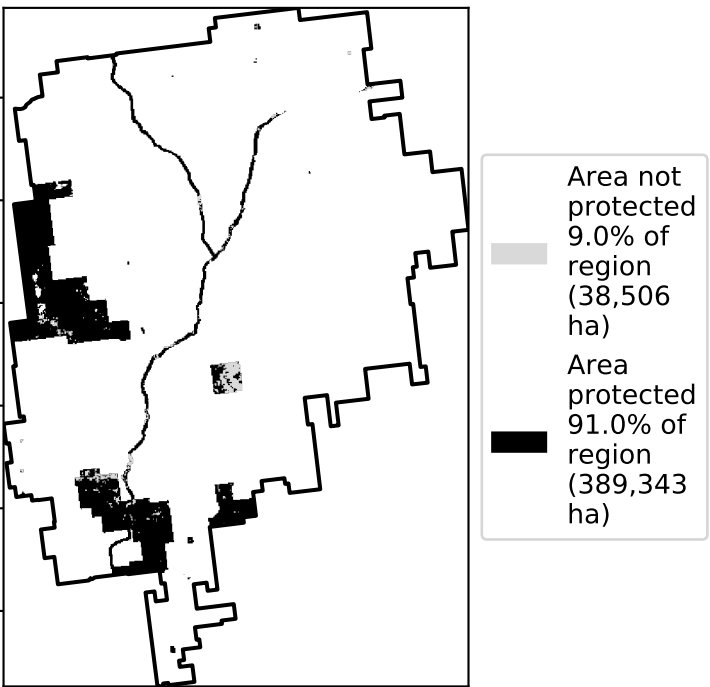 Area not
protected
9.0% of
region
(38,506
ha)
Area
protected
91.0% of
region
(389,343
ha)